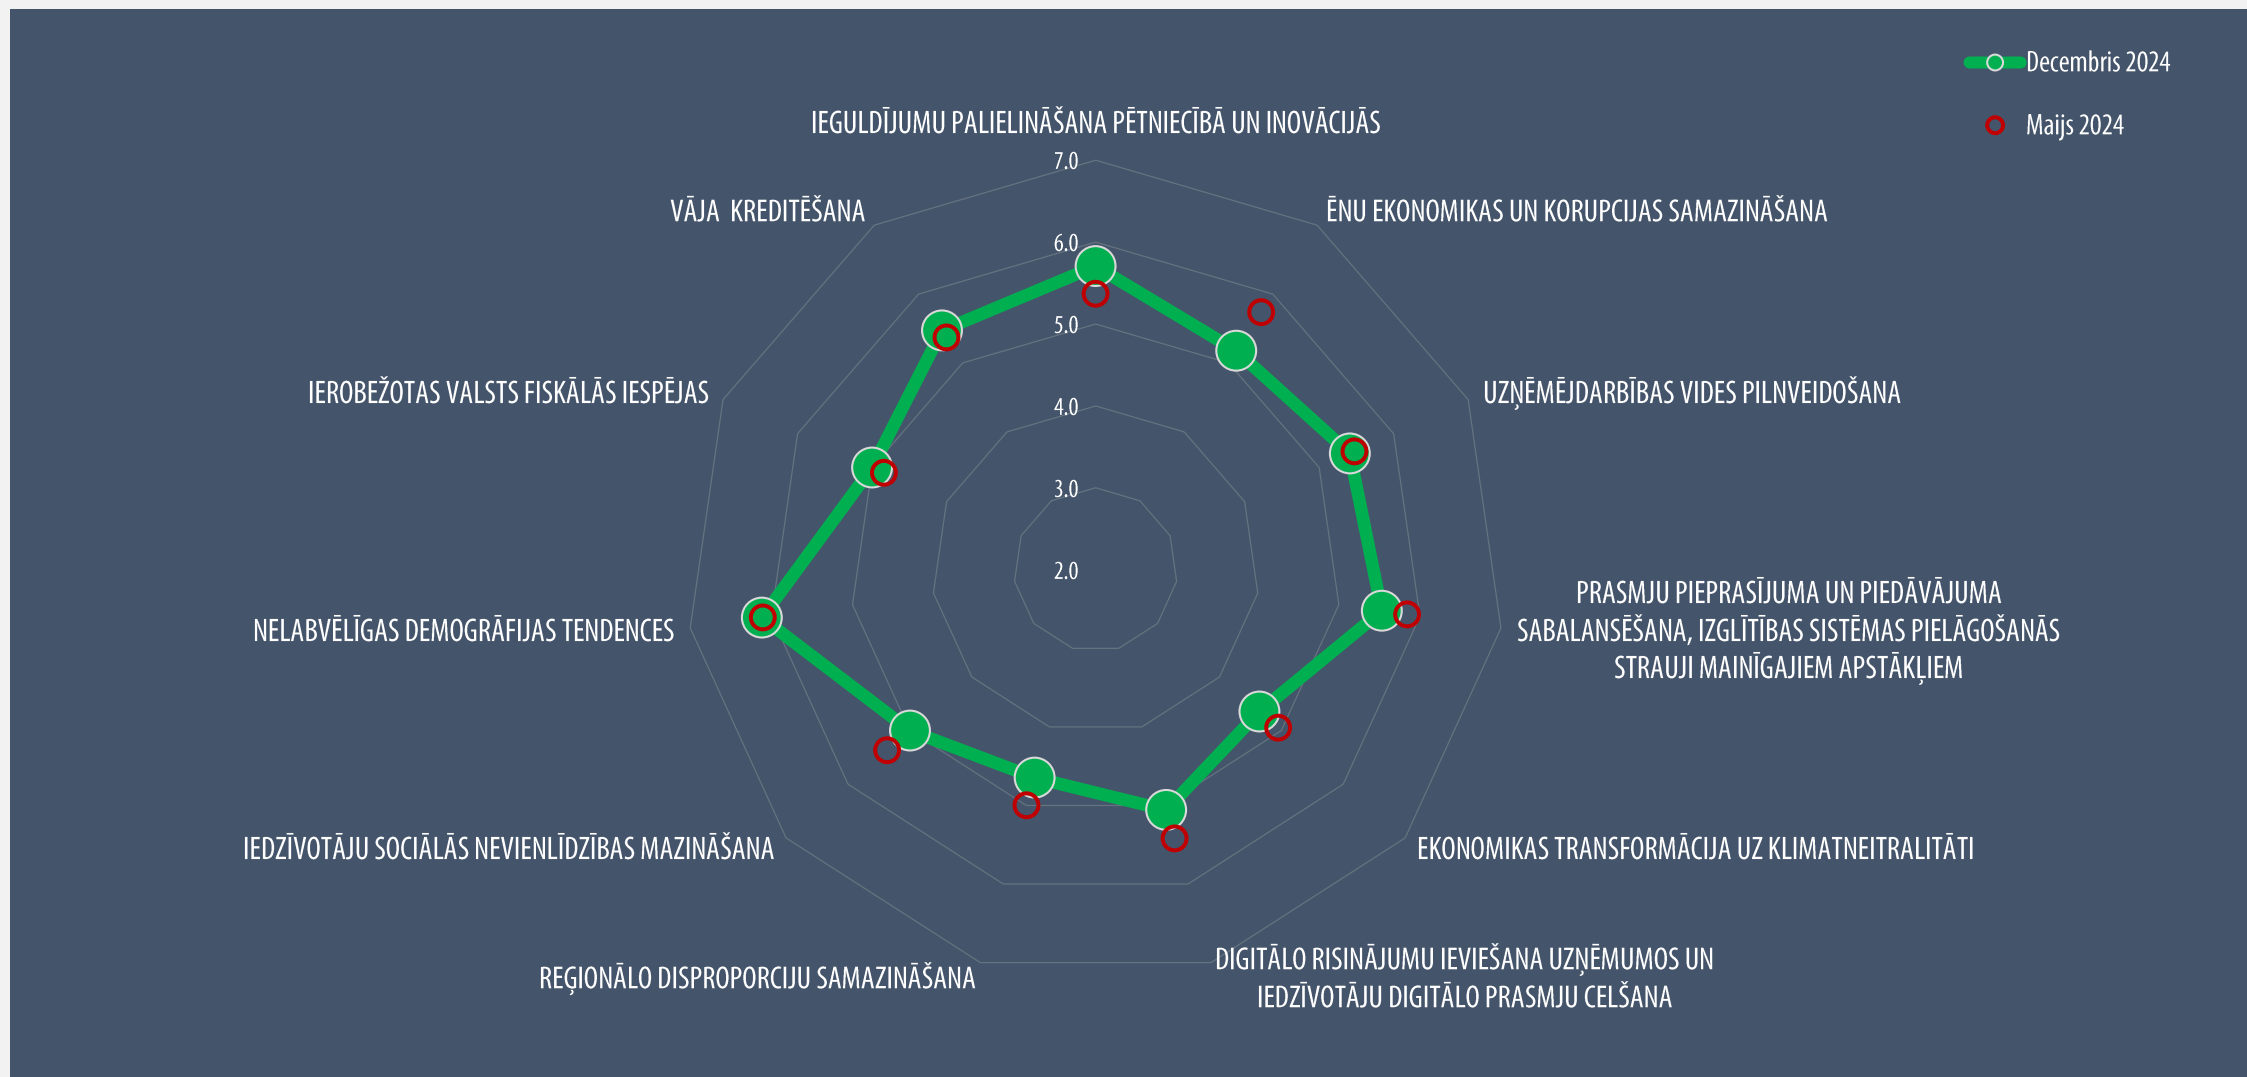 Decembris 2024
Maijs 2024
IEGULDĪJUMU PALIELINĀŠANA PĒTNIECĪBĀ UN INOVĀCIJĀS
7.0
VĀJA KREDITĒŠANA
ĒNU EKONOMIKAS UN KORUPCIJAS SAMAZINĀŠANA
6.0
5.0
IEROBEŽOTAS VALSTS FISKĀLĀS IESPĒJAS
UZŅĒMĒJDARBĪBAS VIDES PILNVEIDOŠANA
4.0
3.0
2.0
NELABVĒLĪGAS DEMOGRĀFIJAS TENDENCES
PRASMJU PIEPRASĪJUMA UN PIEDĀVĀJUMA
SABALANSĒŠANA, IZGLĪTĪBAS SISTĒMAS PIELĀGOŠANĀS
STRAUJI MAINĪGAJIEM APSTĀKĻIEM
IEDZĪVOTĀJU SOCIĀLĀS NEVIENLĪDZĪBAS MAZINĀŠANA
EKONOMIKAS TRANSFORMĀCIJA UZ KLIMATNEITRALITĀTI
REĢIONĀLO DISPROPORCIJU SAMAZINĀŠANA
DIGITĀLO RISINĀJUMU IEVIEŠANA UZŅĒMUMOS UN
IEDZĪVOTĀJU DIGITĀLO PRASMJU CELŠANA